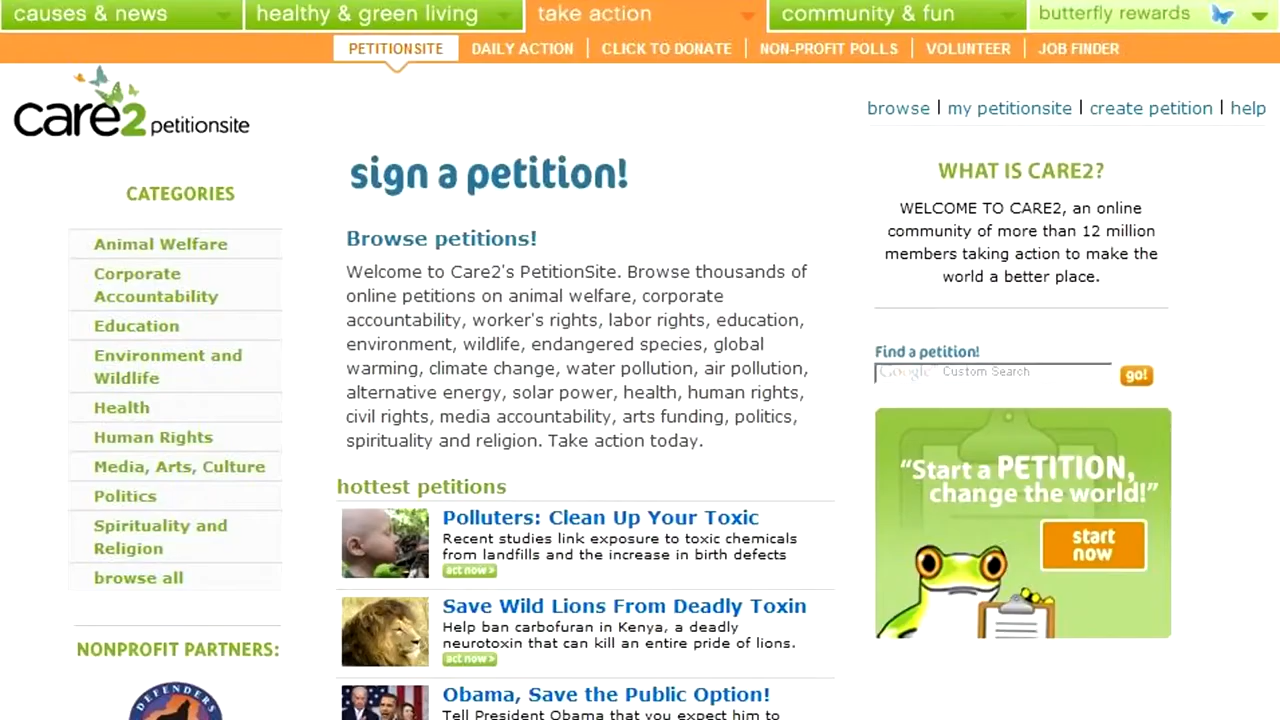 causes & news
healthy & green living
take action
community & fun
butterfly rewards
PETITIONSITE
DAILY ACTION
CLICK TO DONATE
NON-PROFIT POLLS
VOLUNTEER
JOB FINDER
care2 petitionsite
browse | my petitionsite | create petition | help
CATEGORIES
Animal Welfare
Corporate
Accountability
Education
Environment and
Wildlife
Health
Human Rights
Media, Arts, Culture
Politics
Spirituality and
Religion
browse all
NONPROFIT PARTNERS:
DEFENDERS
sign a petition!
Browse petitions!
Welcome to Care2's PetitionSite. Browse thousands of
online petitions on animal welfare, corporate
accountability, worker's rights, labor rights, education,
environment, wildlife, endangered species, global
warming, climate change, water pollution, air pollution,
alternative energy, solar power, health, human rights,
civil rights, media accountability, arts funding, politics,
spirituality and religion. Take action today.
hottest petitions
Polluters: Clean Up Your Toxic
Recent studies link exposure to toxic chemicals
from landfills and the increase in birth defects
act now >
Save Wild Lions From Deadly Toxin
Help ban carbofuran in Kenya, a deadly
neurotoxin that can kill an entire pride of lions.
act now >
Obama, Save the Public Option!
Tell President Obama that you expect him to
WHAT IS CARE2?
WELCOME TO CARE2, an online
community of more than 12 million
members taking action to make the
world a better place.
Find a petition!
Google Custom Search
go!
"Start a PETITION,
change the world!"
start
now